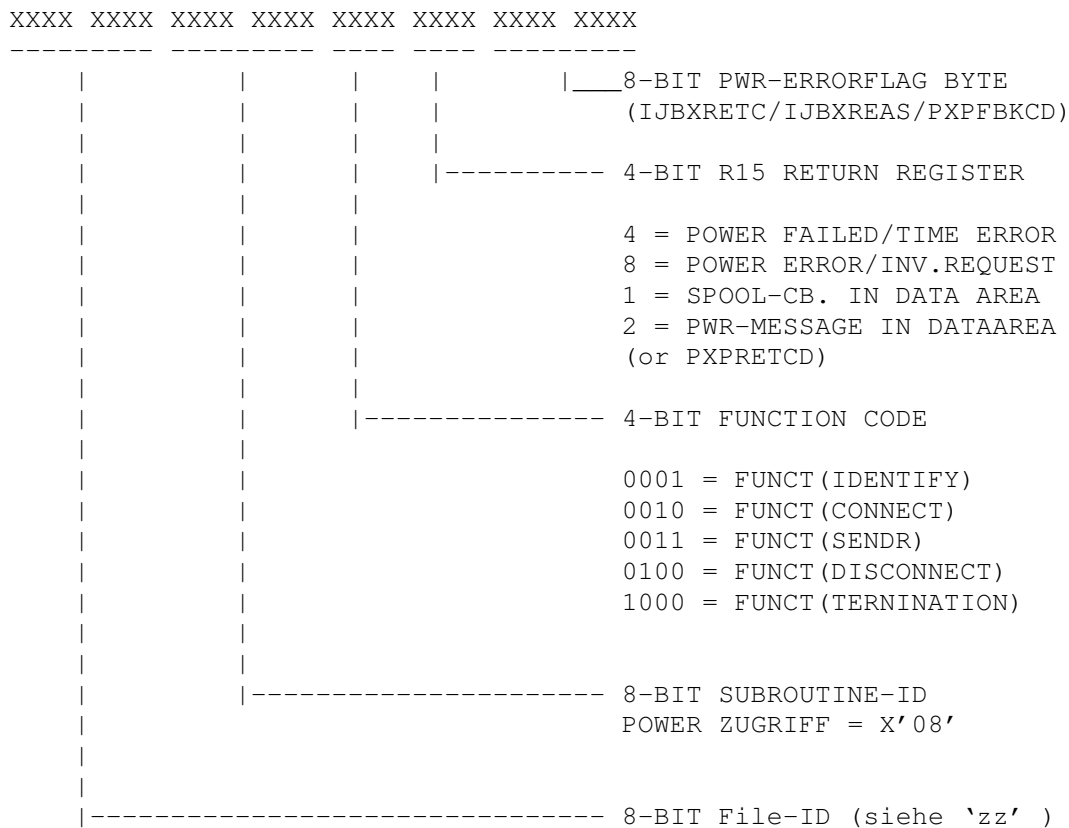 XXXX XXXX XXXX XXXX XXXX XXXX XXXX XXXX
--------- --------- ---- ---- ---------
| | | | |___8-BIT PWR-ERRORFLAG BYTE
| | | | (IJBXRETC/IJBXREAS/PXPFBKCD)
| | | |
| | | |---------- 4-BIT R15 RETURN REGISTER
| | |
| | | 4 = POWER FAILED/TIME ERROR
| | | 8 = POWER ERROR/INV.REQUEST
| | | 1 = SPOOL-CB. IN DATA AREA
| | | 2 = PWR-MESSAGE IN DATAAREA
| | | (or PXPRETCD)
| | |
| | |--------------- 4-BIT FUNCTION CODE
| |
| | 0001 = FUNCT(IDENTIFY)
| | 0010 = FUNCT(CONNECT)
| | 0011 = FUNCT(SENDR)
| | 0100 = FUNCT(DISCONNECT)
| | 1000 = FUNCT(TERNINATION)
| |
| |
| |---------------------- 8-BIT SUBROUTINE-ID
| POWER ZUGRIFF = X’08’
|
|
|-------------------------------- 8-BIT File-ID (siehe ‘zz’ )